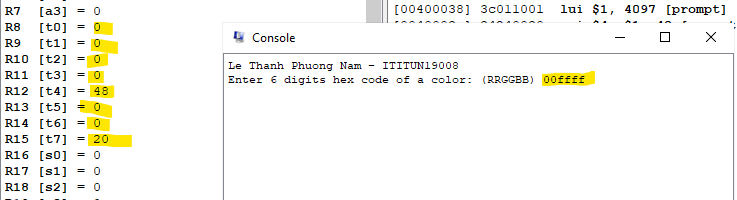 R7 [a3] = 0
R8 [t0] = 0
R9 [t1] = 0
R10 [t2] = 0
R11 [t3] = 0
R12 [t4] = 48
R13 [t5] = 0
R14 [t6] = 0
R15 [t7] = 20
R16 [s0] = 0
R17 [s1] = 0
R18 [s2] = 0
[00400038] 3c011001 lui $1, 4097 [prompt]
Console
Le Thanh Phuong Nam - ITITUN19008
Enter 6 digits hex code of a color: (RRGGBB) 00ffff